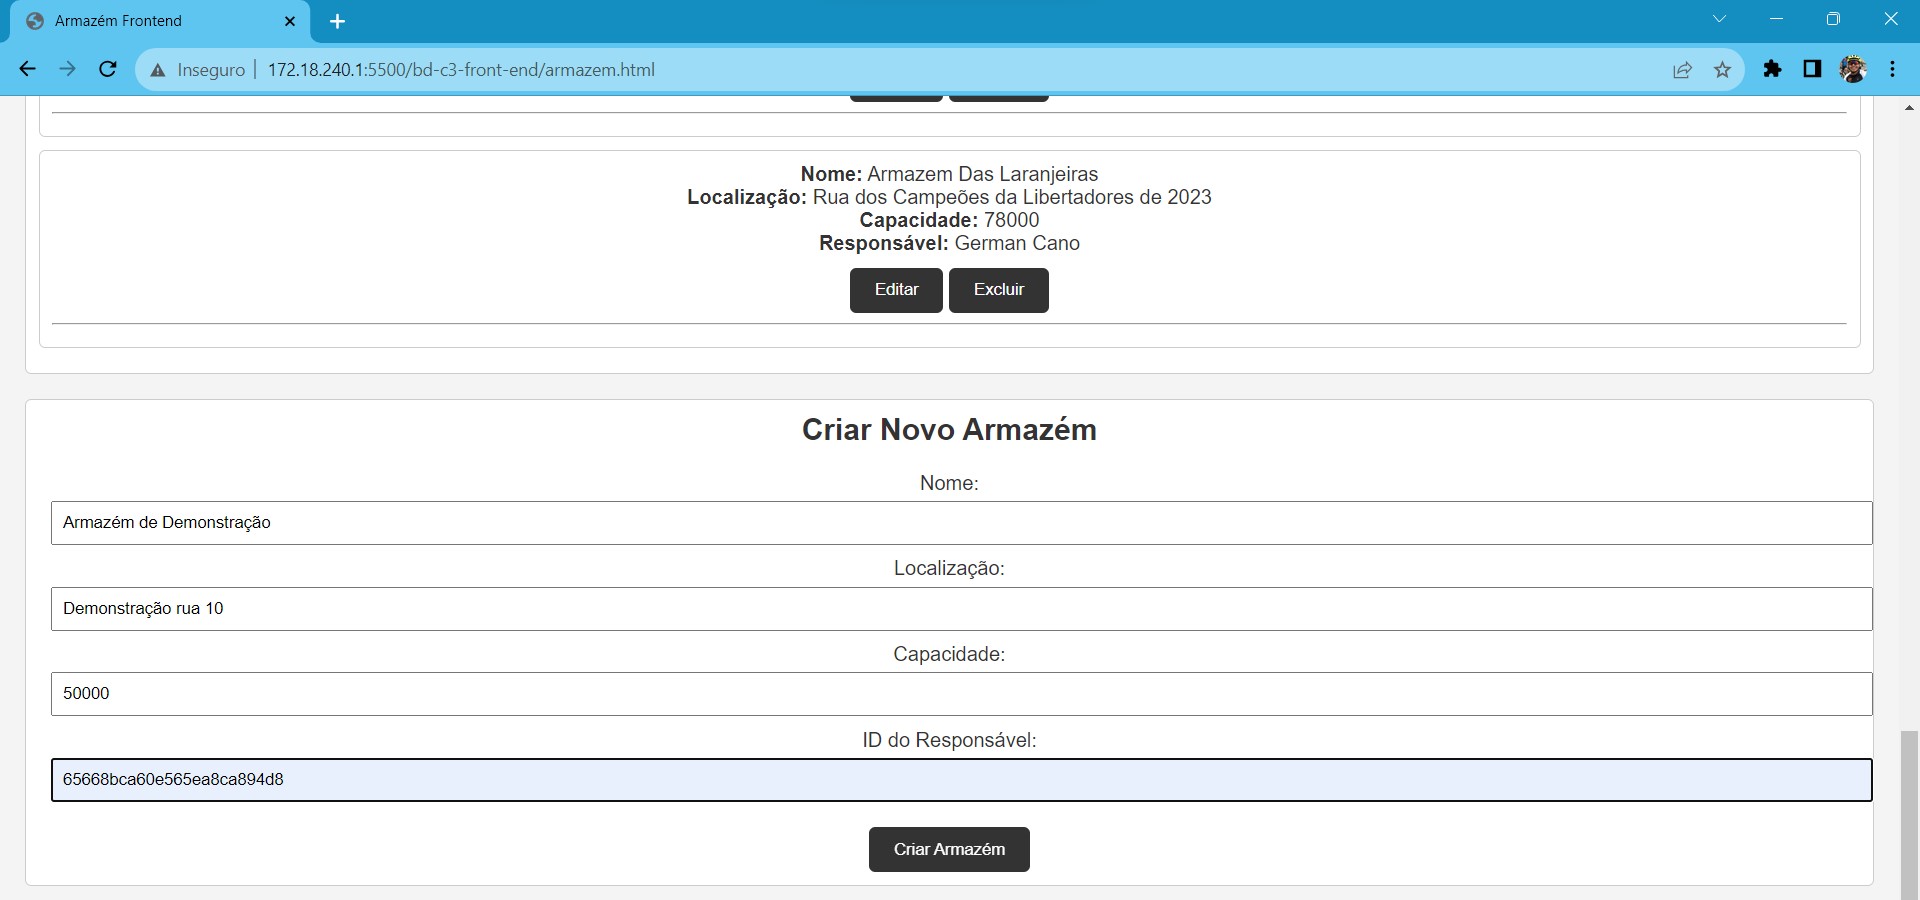 Armazém Frontend
Inseguro | 172.18.240.1:5500/bd-c3-front-end/armazem.html
Nome: Armazem Das Laranjeiras
Localização: Rua dos Campeões da Libertadores de 2023
Capacidade: 78000
Responsável: German Cano
Editar Excluir
Criar Novo Armazém
Nome:
Armazém de Demonstração
Localização:
Demonstração rua 10
Capacidade:
50000
ID do Responsável:
65668bca60e565ea8ca894d8
Criar Armazém